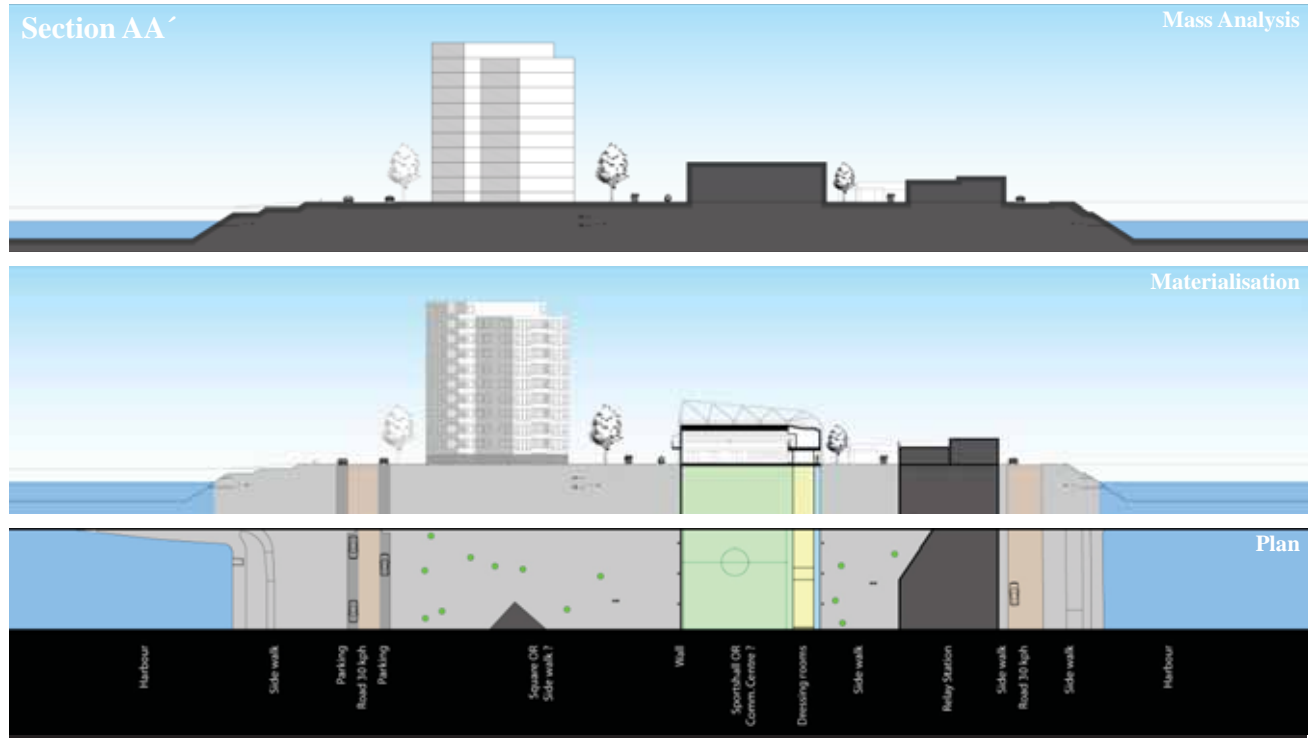 Section AA´
Mass Analysis
Materialisation
Plan
Harbour
Side walk
Parking
Road 30 kph
Parking
Square OR
Side walk ?
Wall
Sportshall OR
Comm. Centre ?
Dressing rooms
Side walk
Relay Station
Side walk
Road 30 kph
Side walk
Harbour